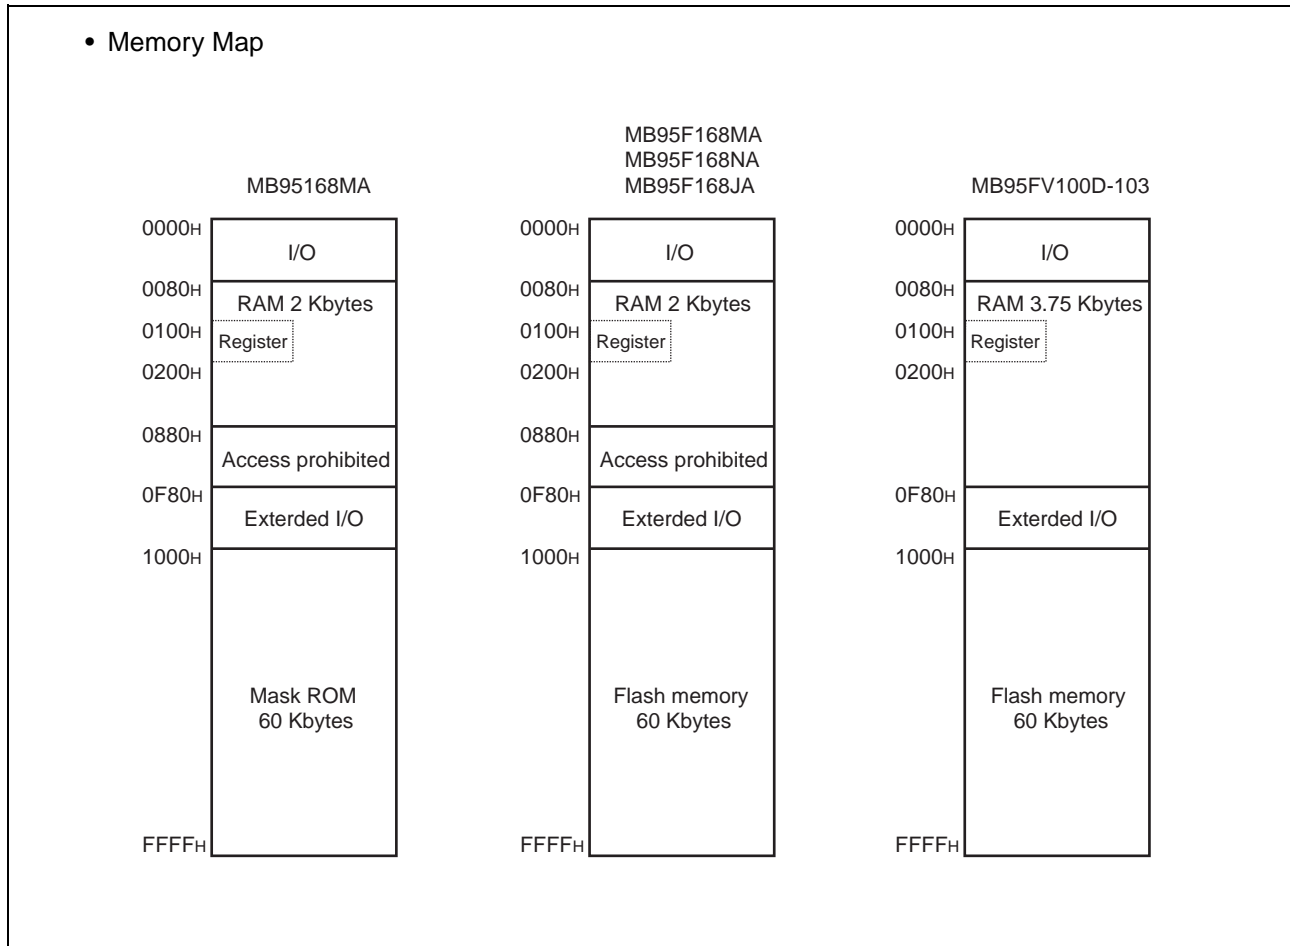 • Memory Map
MB95168MA
0000H
I/O
0080H
RAM 2 Kbytes
0100H
Register
0200H
0880H
Access prohibited
0F80H
Exterded I/O
1000H
Mask ROM
60 Kbytes
FFFFH
MB95F168MA
MB95F168NA
MB95F168JA
0000H
I/O
0080H
RAM 2 Kbytes
0100H
Register
0200H
0880H
Access prohibited
0F80H
Exterded I/O
1000H
Flash memory
60 Kbytes
FFFFH
MB95FV100D-103
0000H
I/O
0080H
RAM 3.75 Kbytes
0100H
Register
0200H
0F80H
Exterded I/O
1000H
Flash memory
60 Kbytes
FFFFH